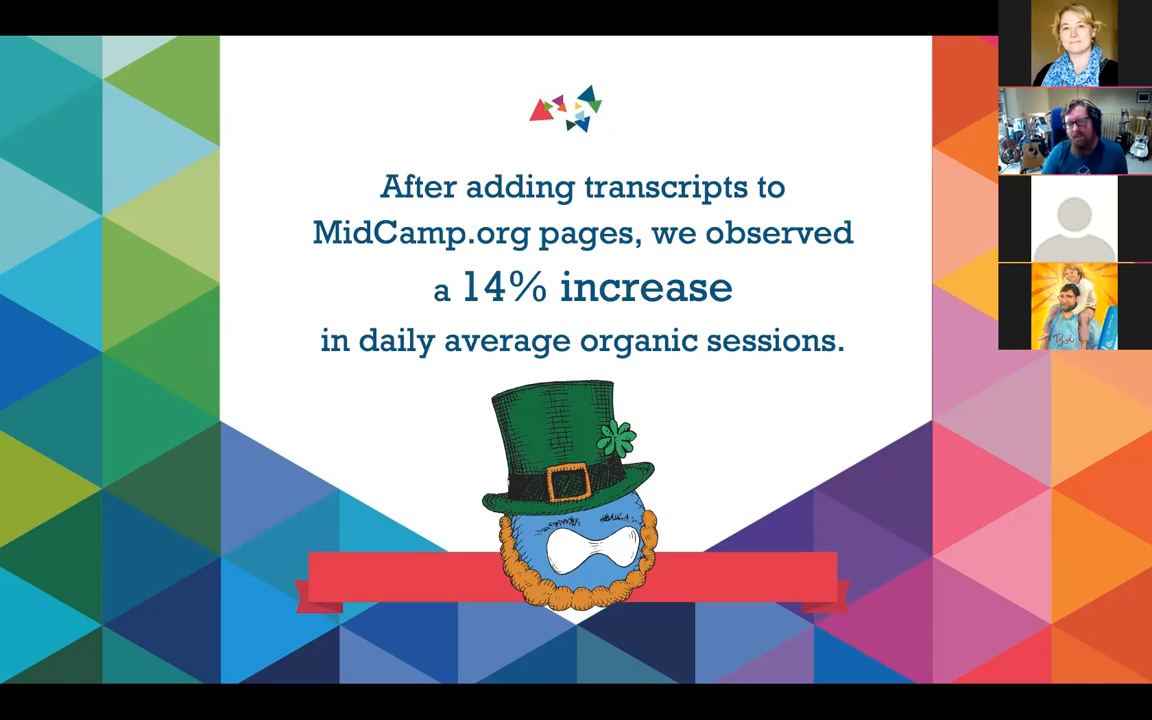 After adding transcripts to
MidCamp.org pages, we observed
a 14% increase
in daily average organic sessions.